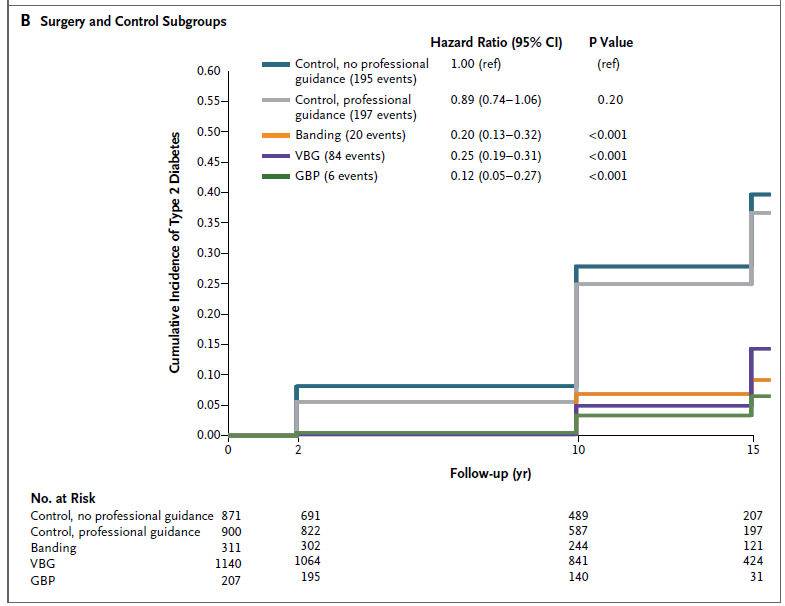 B Surgery and Control Subgroups
Hazard Ratio (95% CI) P Value
Control, no professional guidance (195 events) 1.00 (ref) (ref)
Control, professional guidance (197 events) 0.89 (0.74–1.06) 0.20
Banding (20 events) 0.20 (0.13–0.32) <0.001
VBG (84 events) 0.25 (0.19–0.31) <0.001
GBP (6 events) 0.12 (0.05–0.27) <0.001
Cumulative Incidence of Type 2 Diabetes
0.60
0.55
0.50
0.45
0.40
0.35
0.30
0.25
0.20
0.15
0.10
0.05
0.00
0 2 10 15
Follow-up (yr)
No. at Risk
Control, no professional guidance 871 691 489 207
Control, professional guidance 900 822 587 197
Banding 311 302 244 121
VBG 1140 1064 841 424
GBP 207 195 140 31